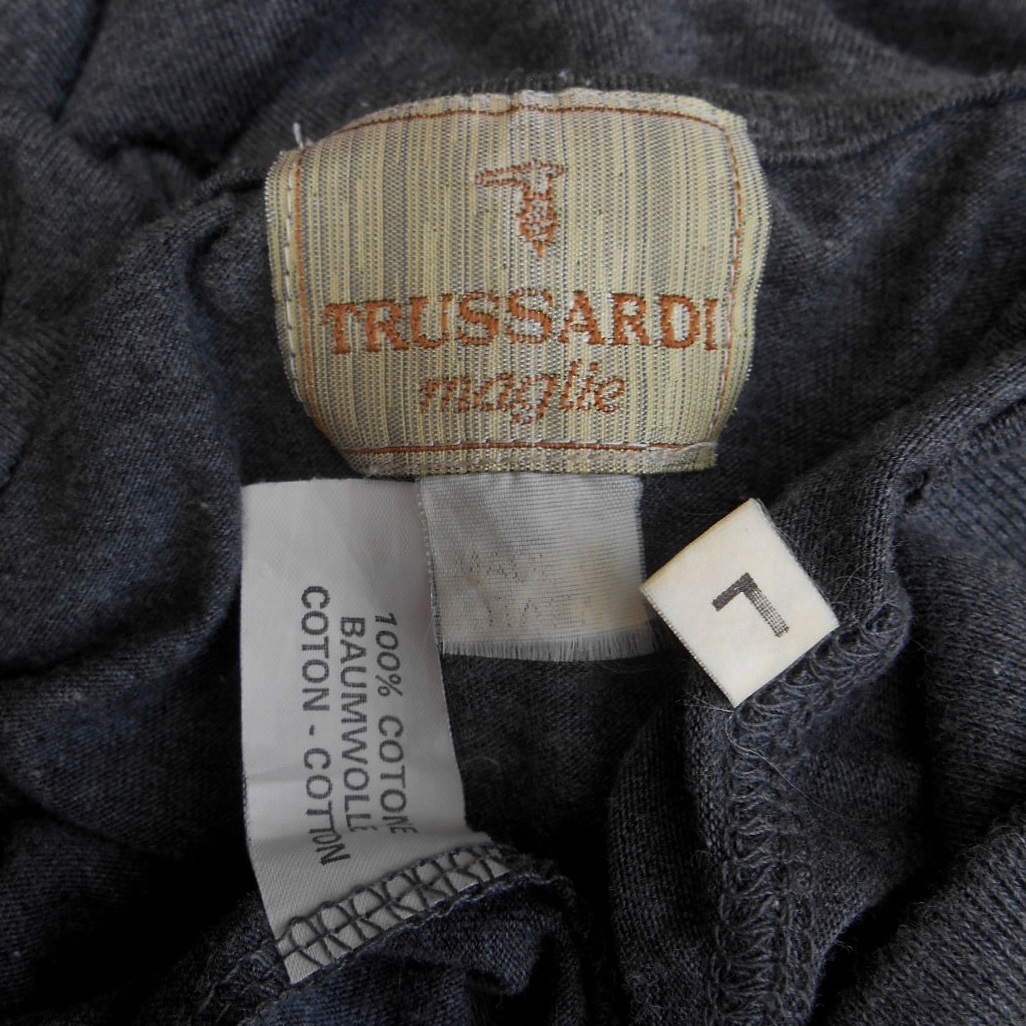 TRUSSARDI
maglie
100% COTONE
BAUMWOLLE
COTON - COTTON
L